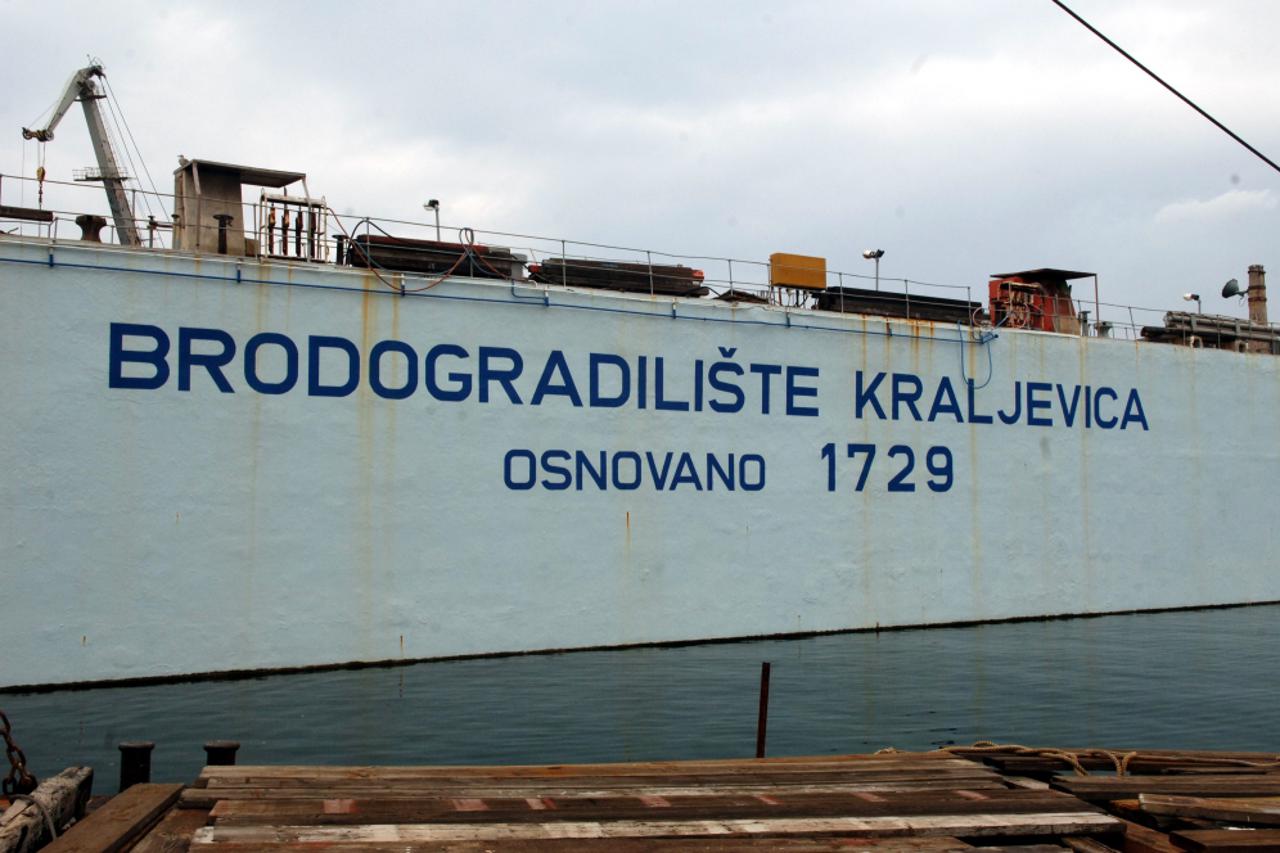 BRODOGRADILIŠTE KRALJEVICA
OSNOVANO 1729